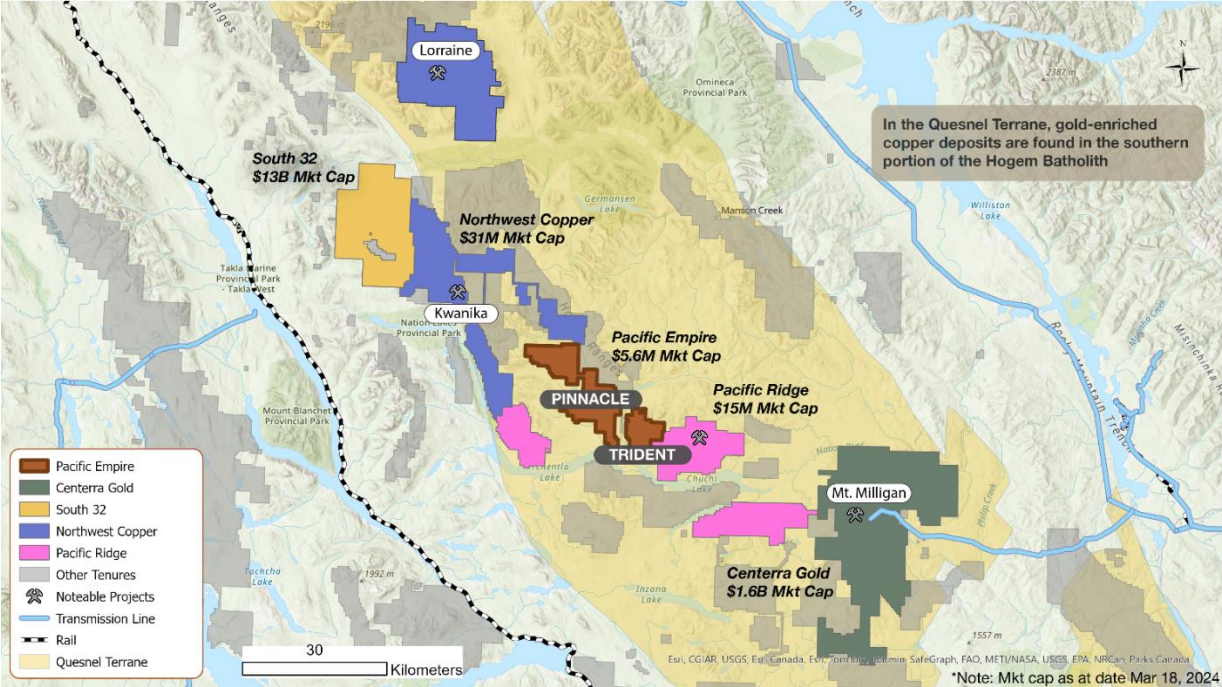 2196 m
Ranges
Lorraine
Omineca
Provincial Park
2387 m
N
In the Quesnel Terrane, gold-enriched
copper deposits are found in the southern
portion of the Hogem Batholith
South 32
$13B Mkt Cap
Germansen
Lake
Manson Creek
Williston
Lake
Northwest Copper
$31M Mkt Cap
Takla Marine
Provincial Park
- Takla West
Kwanika
Nation Lakes
Provincial Park
Pacific Empire
$5.6M Mkt Cap
Rocky Mountain Trench
PINNACLE
Pacific Ridge
$15M Mkt Cap
Mount Blanchet
Provincial Park
TRIDENT
Lake
Chuchi
Lake
Mt. Milligan
Philip Creek
Pacific Empire
Centerra Gold
South 32
Northwest Copper
Pacific Ridge
Other Tenures
Noteable Projects
Transmission Line
Rail
Quesnel Terrane
Lake
1992 m
Inzana
Lake
Centerra Gold
$1.6B Mkt Cap
1557 m
30
Kilometers
Esri, CGIAR, USGS, Esri Canada, Esri, TomTom, Garmin, SafeGraph, FAO, METI/NASA, USGS, EPA, NRCan, Parks Canada
*Note: Mkt cap as at date Mar 18, 2024